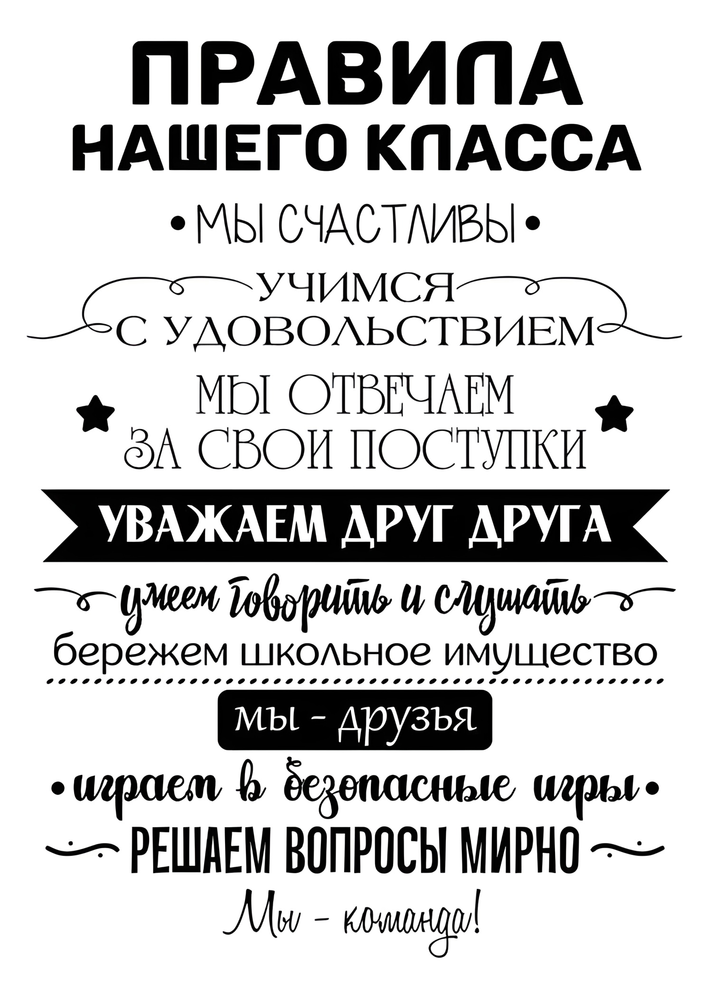 ПРАВИЛА
НАШЕГО КЛАССА
• МЫ СЧАСТЛИВЫ •
УЧИМСЯ
С УДОВОЛЬСТВИЕМ
МЫ ОТВЕЧАЕМ
ЗА СВОИ ПОСТУПКИ
УВАЖАЕМ ДРУГ ДРУГА
умеем говорить и слушать
бережем школьное имущество
мы - друзья
• играем в безопасные игры •
РЕШАЕМ ВОПРОСЫ МИРНО
Мы - команда!